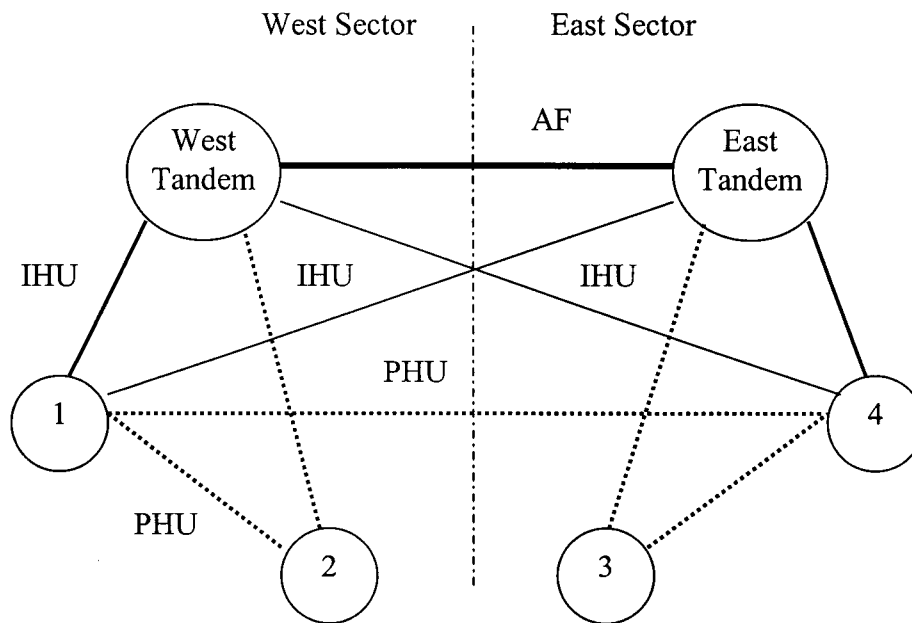 West Sector
East Sector
AF
West
Tandem
East
Tandem
IHU
IHU
IHU
PHU
1
4
PHU
2
3